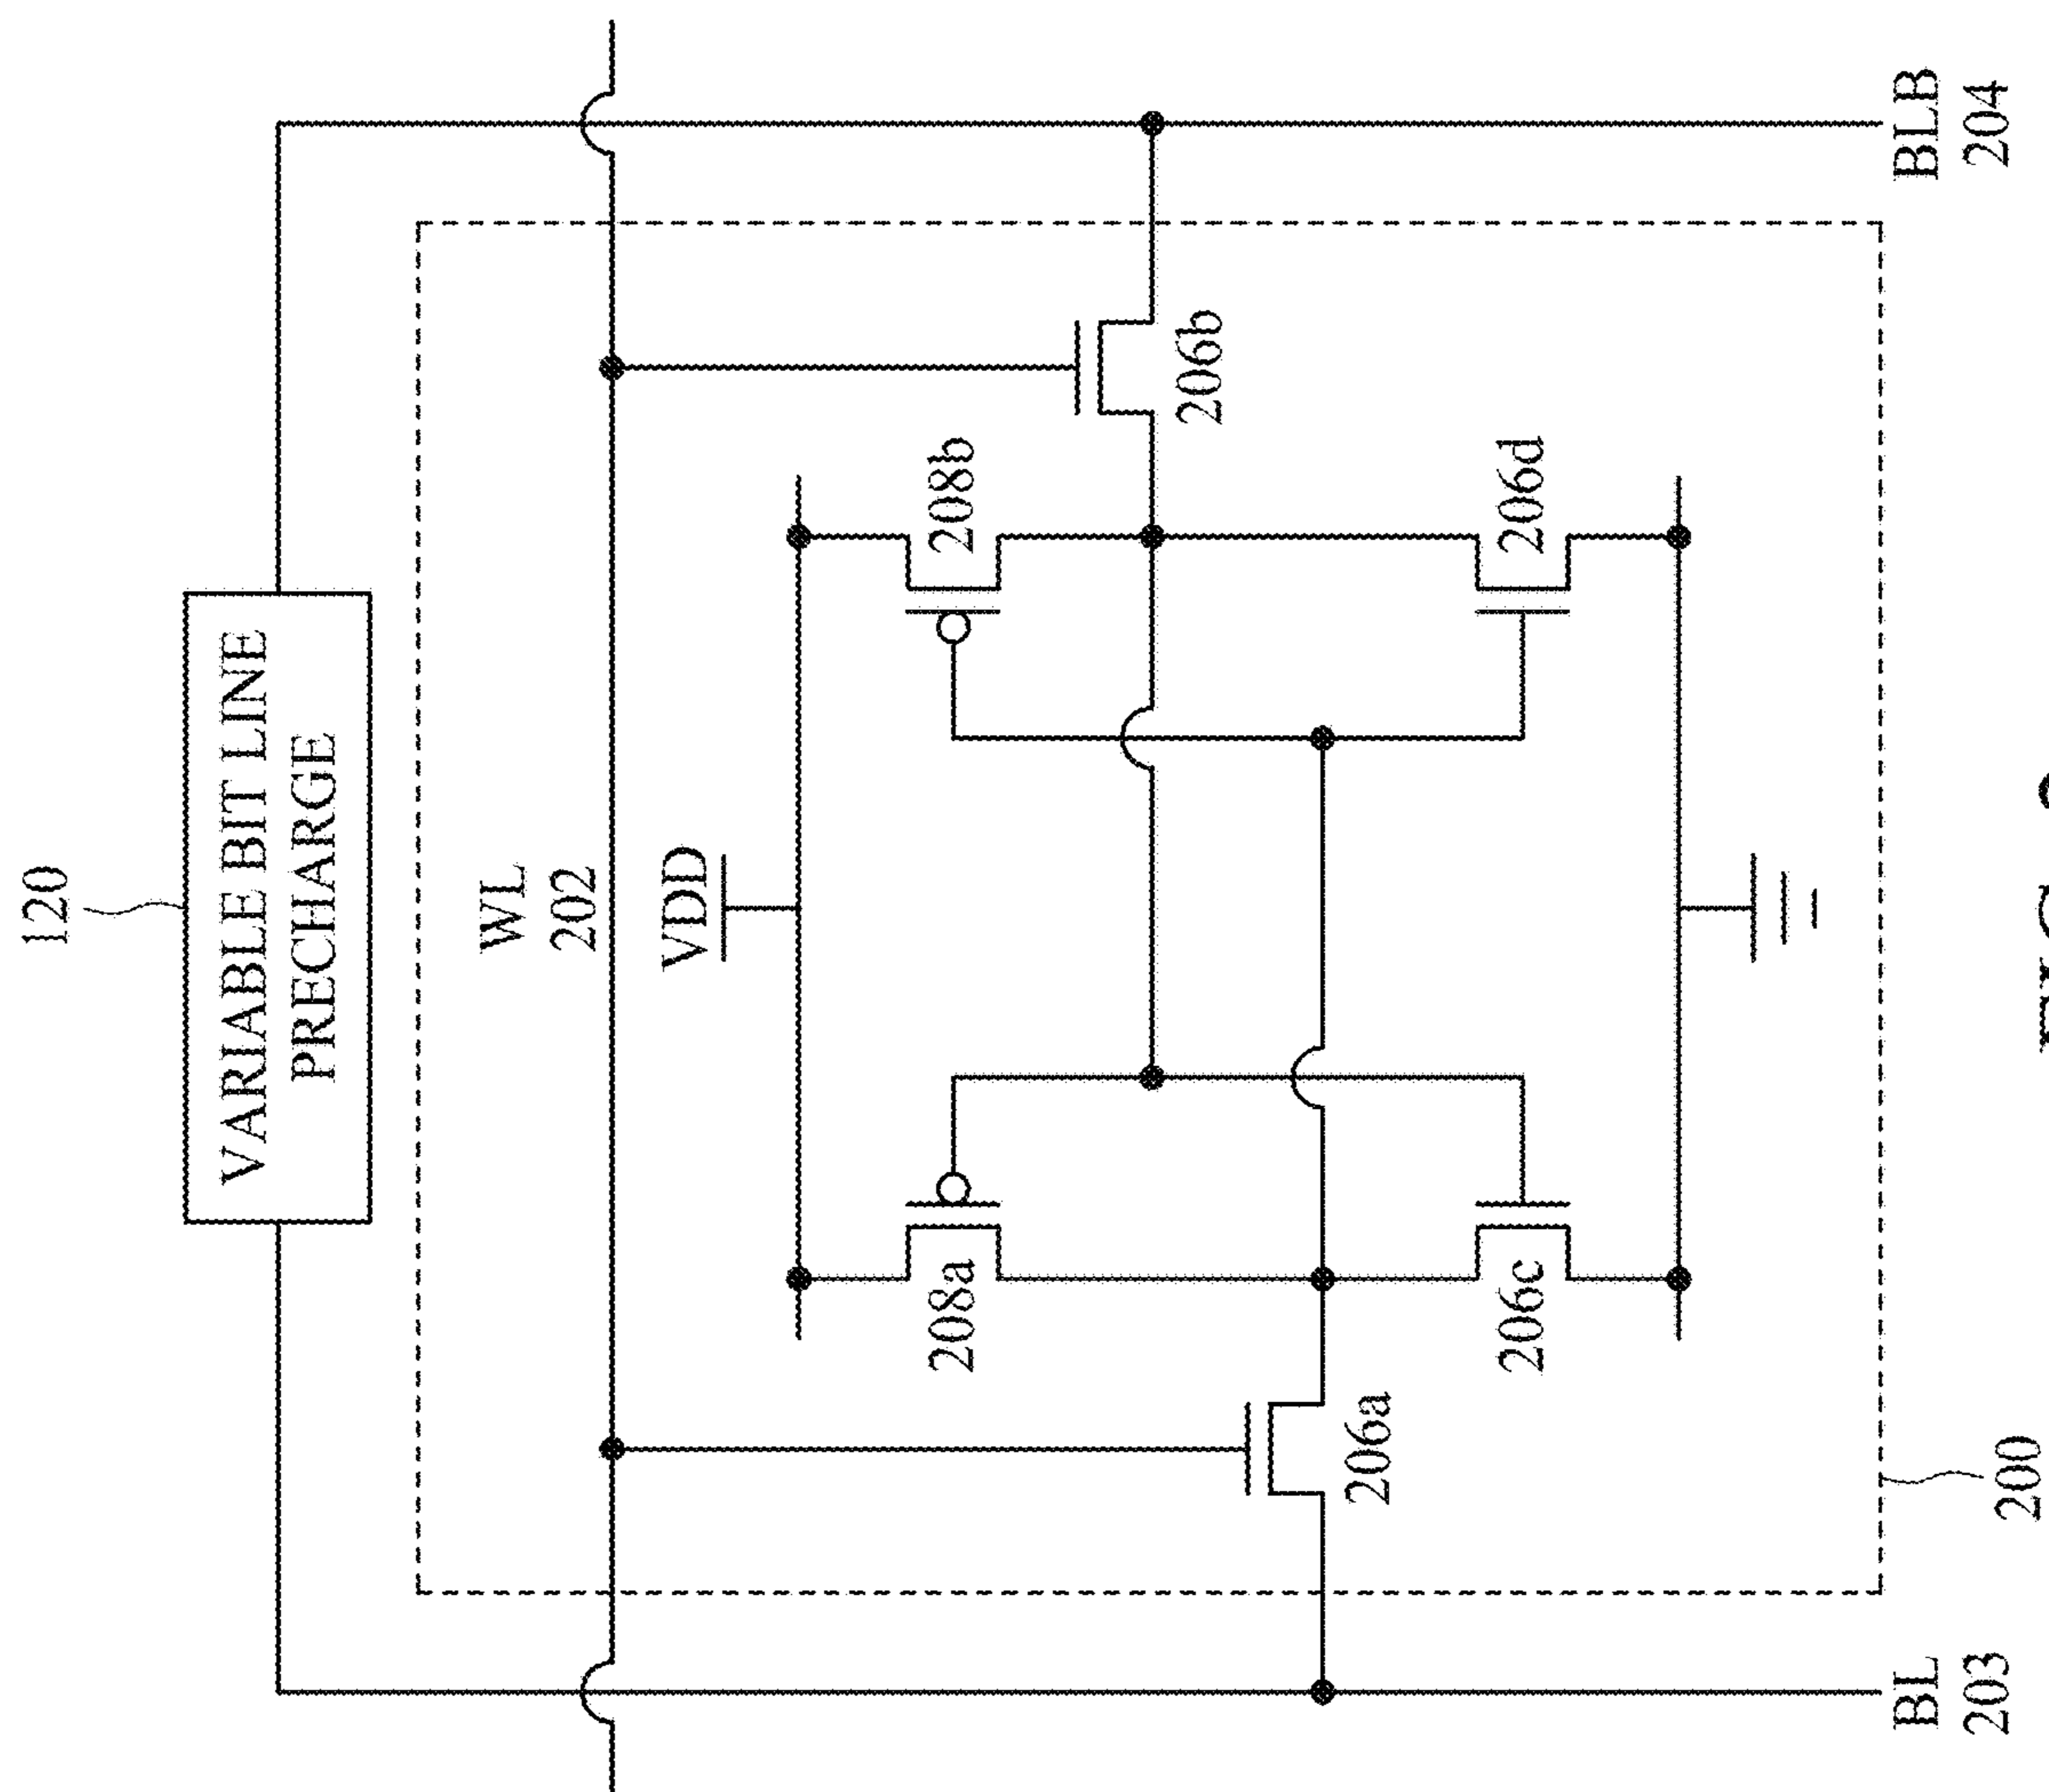 120
VARIABLE BIT LINE
PRECHARGE
WL
202
VDD
208a
208b
206b
206a
206c
206d
BL
203
200
BLB
204